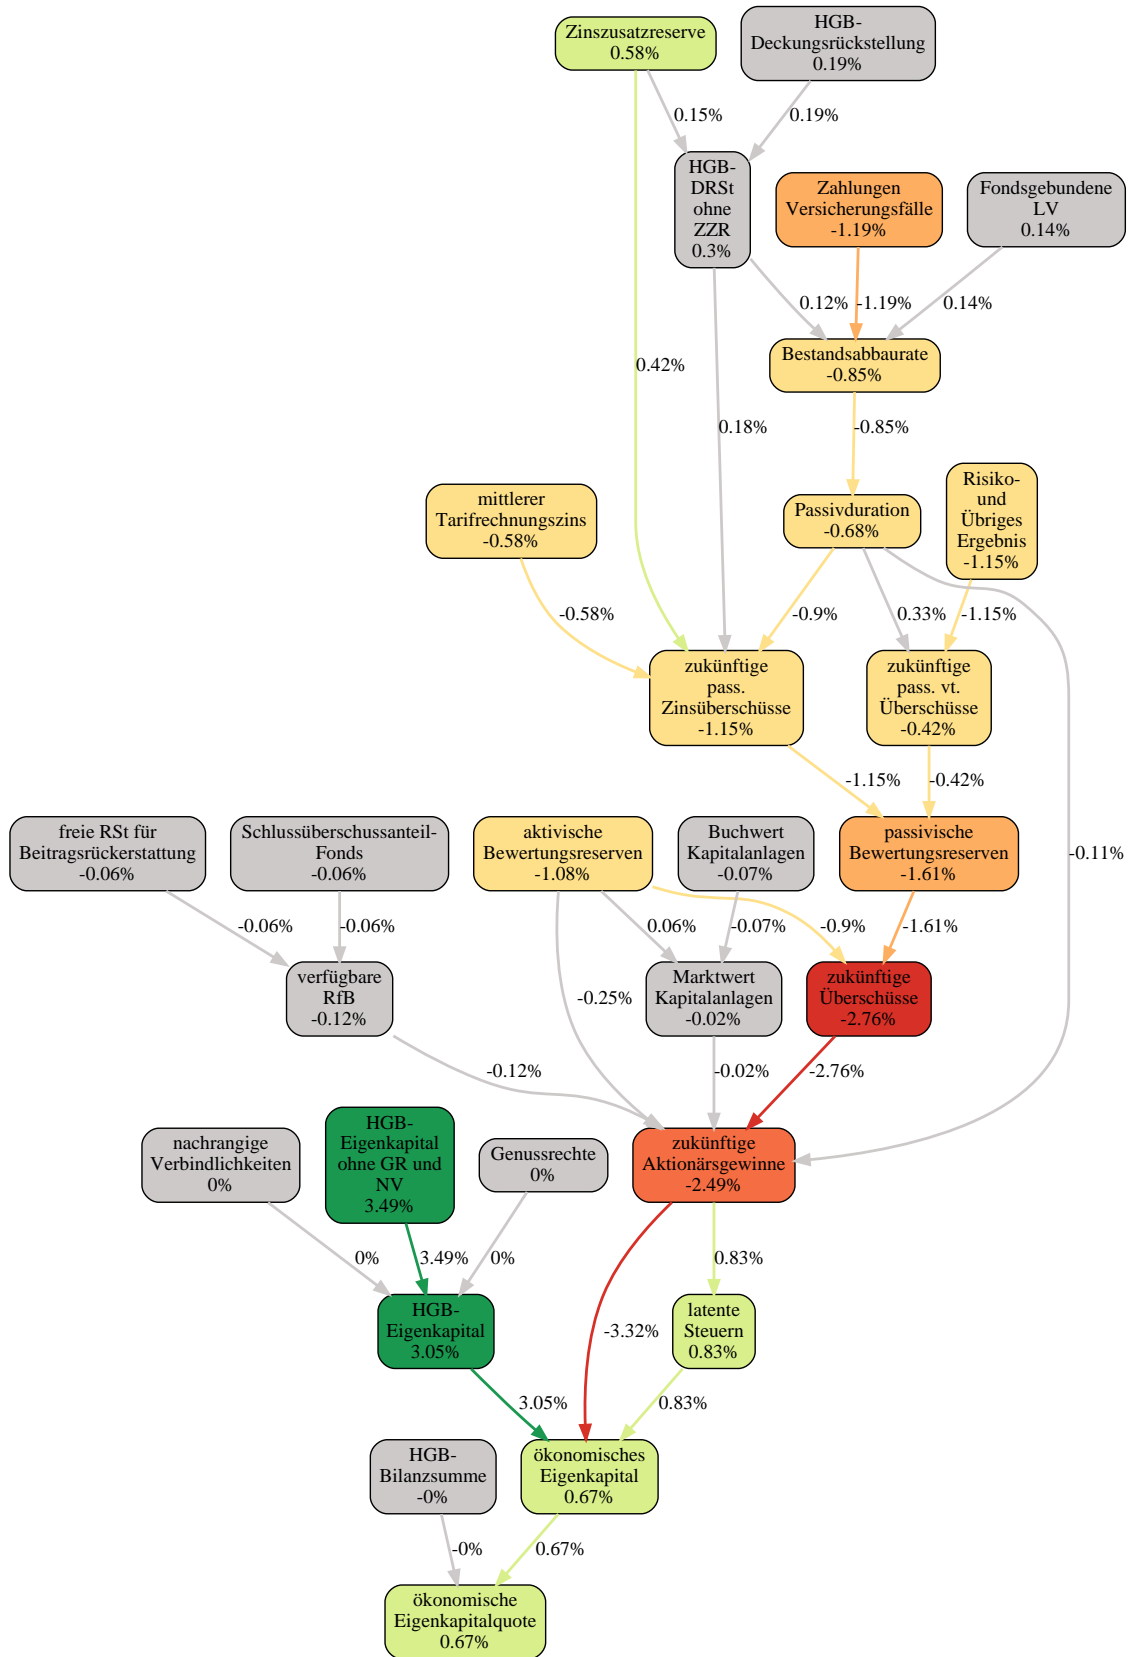 Zinszusatzreserve
0.58%
HGB-
Deckungsrückstellung
0.19%
0.15%
0.19%
HGB-
DRSt
ohne
ZZR
0.3%
Zahlungen
Versicherungsfälle
-1.19%
Fondsgebundene
LV
0.14%
0.12%
-1.19%
0.14%
Bestandsabbaurate
-0.85%
0.42%
0.18%
-0.85%
mittlerer
Tarifrechnungszins
-0.58%
Passivduration
-0.68%
Risiko-
und
Übriges
Ergebnis
-1.15%
-0.58%
-0.9%
0.33%
-1.15%
zukünftige
pass.
Zinsüberschüsse
-1.15%
zukünftige
pass. vt.
Überschüsse
-0.42%
-1.15%
-0.42%
freie RSt für
Beitragsrückerstattung
-0.06%
Schlussüberschussanteil-
Fonds
-0.06%
aktivische
Bewertungsreserven
-1.08%
Buchwert
Kapitalanlagen
-0.07%
passivische
Bewertungsreserven
-1.61%
-0.11%
-0.06%
-0.06%
0.06%
-0.07%
-0.9%
-1.61%
verfügbare
RfB
-0.12%
-0.25%
Marktwert
Kapitalanlagen
-0.02%
zukünftige
Überschüsse
-2.76%
-0.12%
-0.02%
-2.76%
nachrangige
Verbindlichkeiten
0%
HGB-
Eigenkapital
ohne GR und
NV
3.49%
Genussrechte
0%
zukünftige
Aktionärsgewinne
-2.49%
0%
3.49%
0%
0.83%
HGB-
Eigenkapital
3.05%
-3.32%
latente
Steuern
0.83%
3.05%
0.83%
HGB-
Bilanzsumme
-0%
ökonomisches
Eigenkapital
0.67%
-0%
0.67%
ökonomische
Eigenkapitalquote
0.67%